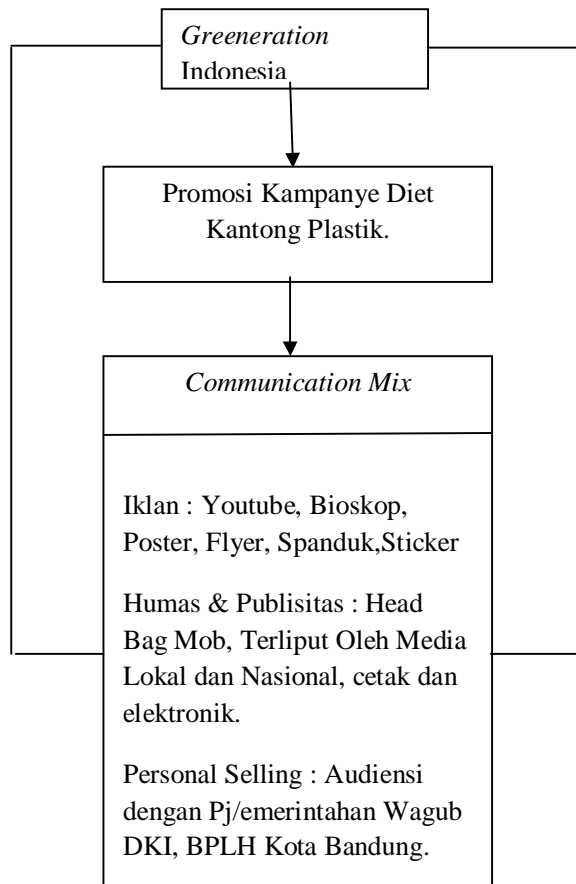 Greeneration
Indonesia
Promosi Kampanye Diet
Kantong Plastik.
Communication Mix
Iklan : Youtube, Bioskop,
Poster, Flyer, Spanduk,Sticker
Humas & Publisitas : Head
Bag Mob, Terliput Oleh Media
Lokal dan Nasional, cetak dan
elektronik.
Personal Selling : Audiensi
dengan Pj/emerintahan Wagub
DKI, BPLH Kota Bandung.